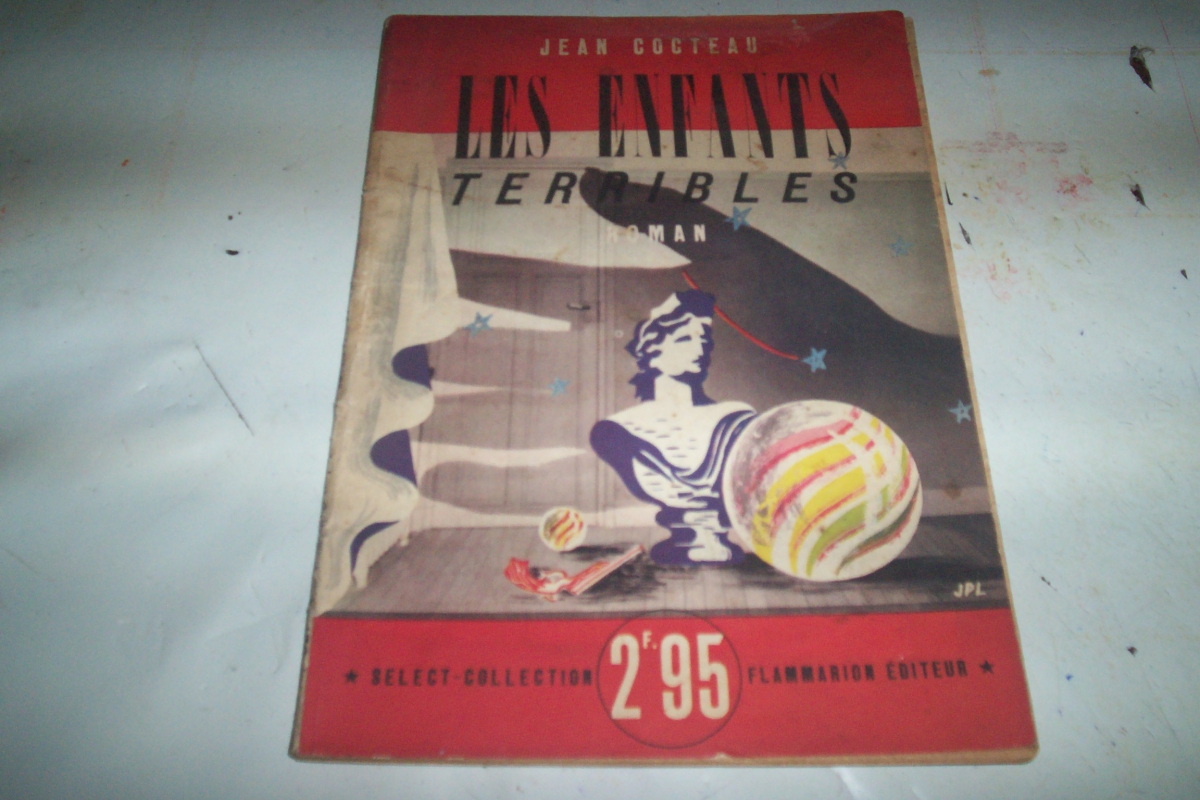 JEAN COCTEAU
LES ENFANTS
TERRIBLES
ROMAN
JPL
★ SELECT-COLLECTION 2F.95 FLAMMARION ÉDITEUR ★